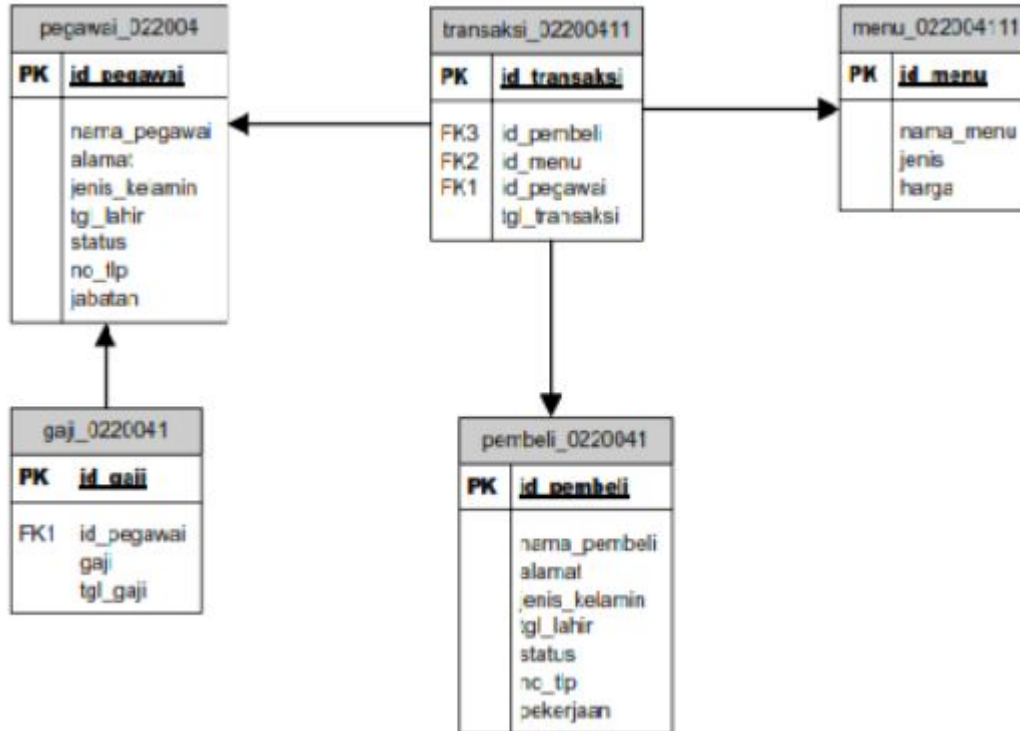 pegawai_022004
PK id_pegawai
nama_pegawai
alamat
jenis_kelamin
tgl_lahir
status
no_tlp
jabatan
transaksi_02200411
PK id_transaksi
FK3 id_pembeli
FK2 id_menu
FK1 id_pegawai
tgl_transaksi
menu_022004111
PK id_menu
nama_menu
jenis
harga
gaji_0220041
PK id_gaji
FK1 id_pegawai
gaji
tgl_gaji
pembeli_0220041
PK id_pembeli
nama_pembeli
alamat
jenis_kelamin
tgl_lahir
status
no_tlp
pekerjaan